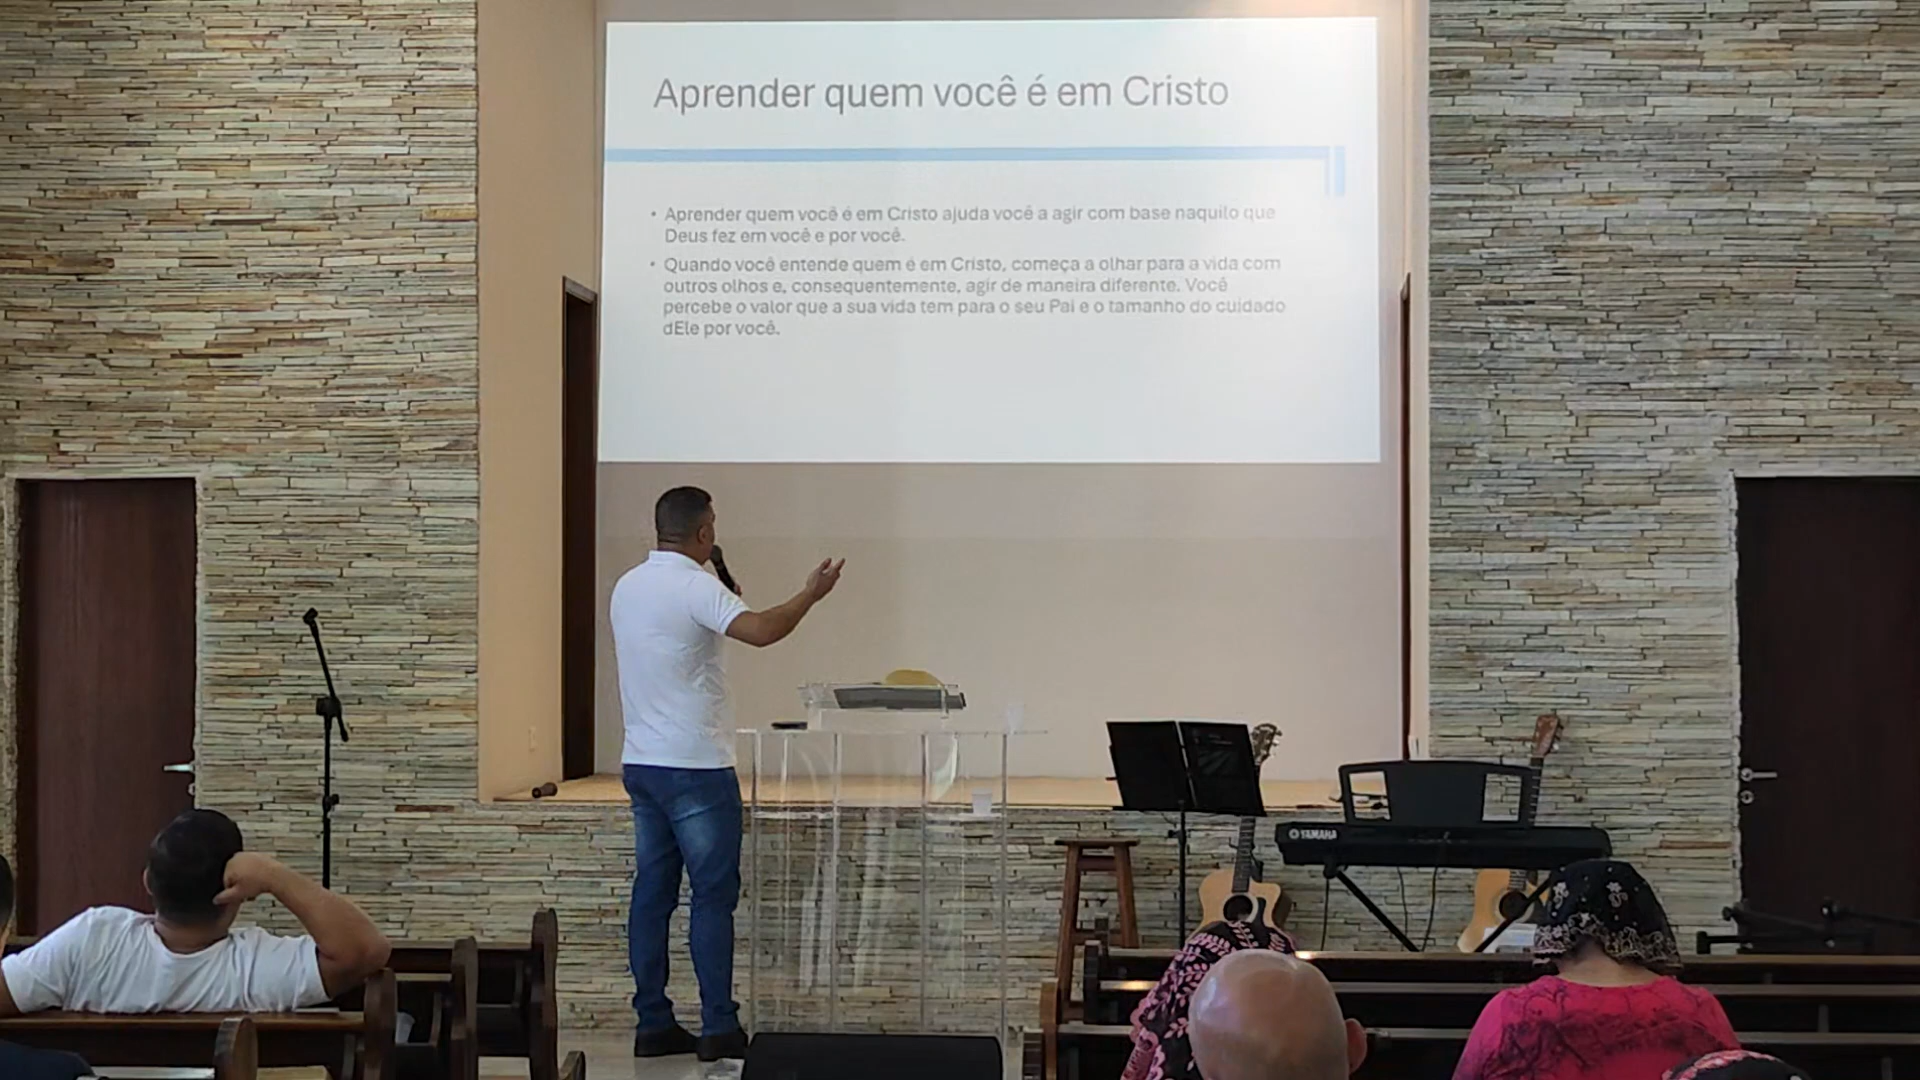 Aprender quem você é em Cristo
• Aprender quem você é em Cristo ajuda você a agir com base naquilo que
Deus fez em você e por você.
• Quando você entende quem é em Cristo, começa a olhar para a vida com
outros olhos e, consequentemente, agir de maneira diferente. Você
percebe o valor que a sua vida tem para o seu Pai e o tamanho do cuidado
dEle por você.
YAMAHA